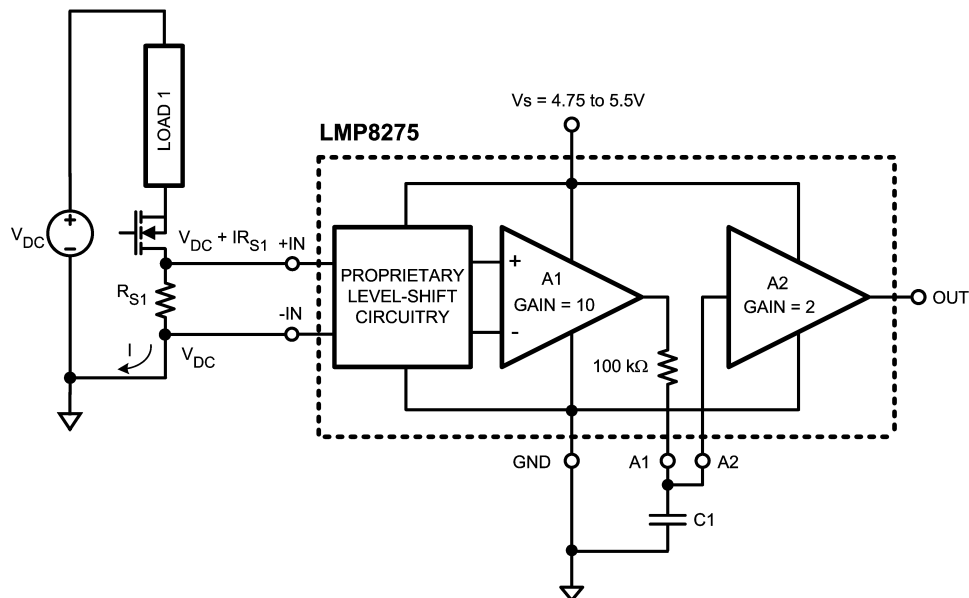 Vs = 4.75 to 5.5V
LMP8275
LOAD 1
+
-
V_DC
V_DC + IR_S1
+IN
R_S1
-IN
I
V_DC
PROPRIETARY
LEVEL-SHIFT
CIRCUITRY
+
-
A1
GAIN = 10
A2
GAIN = 2
OUT
100 kΩ
GND
A1
A2
C1